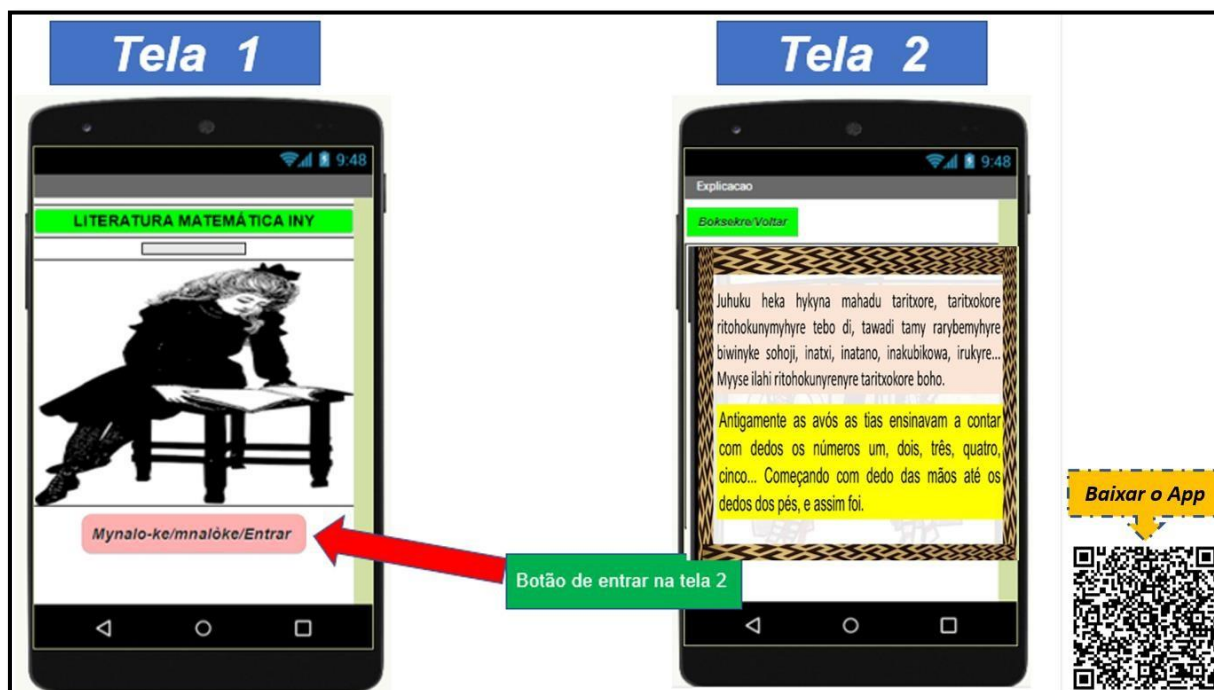 Tela 1
9:48
LITERATURA MATEMÁTICA INY
Mynalo-ke/mnalòke/Entrar
Botão de entrar na tela 2
Tela 2
9:48
Explicacao
Boksekre/Voltar
Juhuku heka hykyna mahadu taritxore, taritxokore
ritohokunymyhyre tebo di, tawadi tamy rarybemyhyre
biwinyke sohoji, inatxi, inatano, inakubikowa, irukyre...
Myyse ilahi ritohokunyrenyre taritxokore boho.
Antigamente as avós as tias ensinavam a contar
com dedos os números um, dois, três, quatro,
cinco... Começando com dedo das mãos até os
dedos dos pés, e assim foi.
Baixar o App